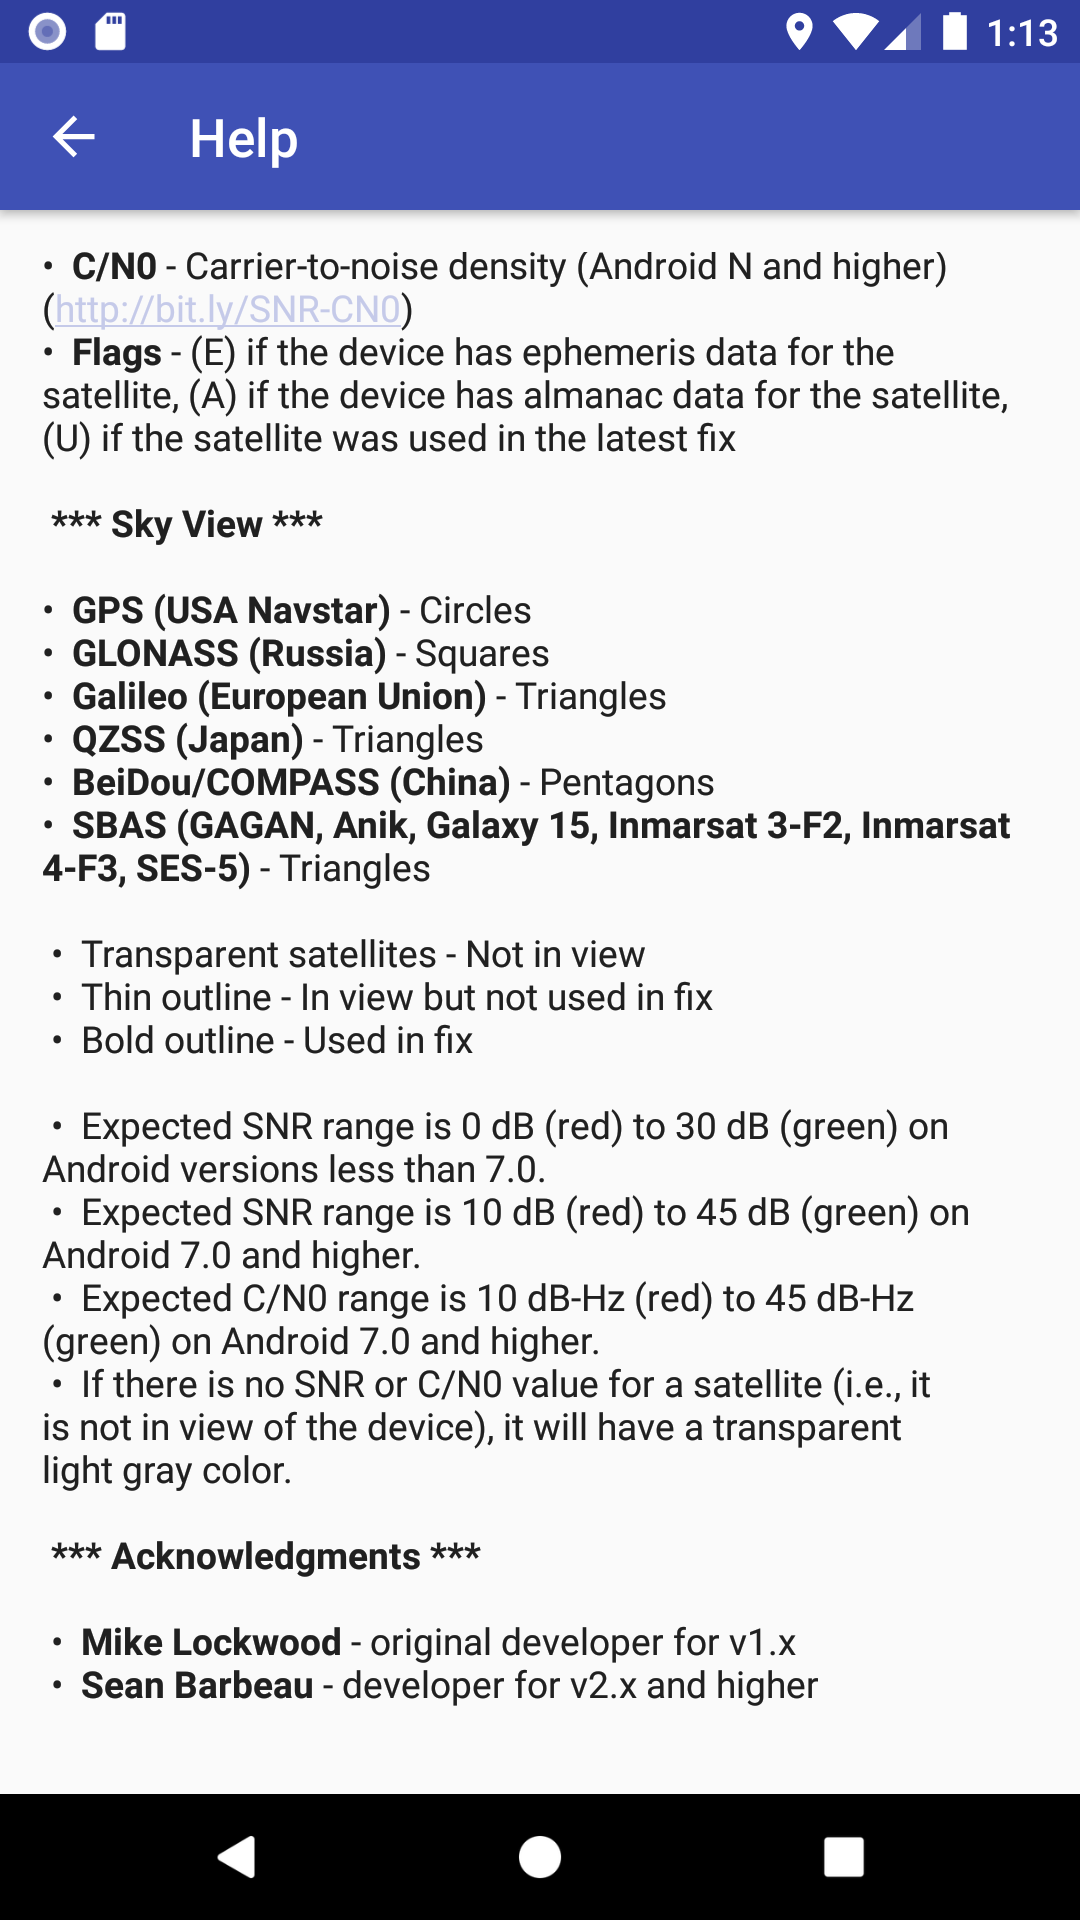 1:13
Help
• C/N0 - Carrier-to-noise density (Android N and higher)
(http://bit.ly/SNR-CN0)
• Flags - (E) if the device has ephemeris data for the
satellite, (A) if the device has almanac data for the satellite,
(U) if the satellite was used in the latest fix
*** Sky View ***
• GPS (USA Navstar) - Circles
• GLONASS (Russia) - Squares
• Galileo (European Union) - Triangles
• QZSS (Japan) - Triangles
• BeiDou/COMPASS (China) - Pentagons
• SBAS (GAGAN, Anik, Galaxy 15, Inmarsat 3-F2, Inmarsat
4-F3, SES-5) - Triangles
• Transparent satellites - Not in view
• Thin outline - In view but not used in fix
• Bold outline - Used in fix
• Expected SNR range is 0 dB (red) to 30 dB (green) on
Android versions less than 7.0.
• Expected SNR range is 10 dB (red) to 45 dB (green) on
Android 7.0 and higher.
• Expected C/N0 range is 10 dB-Hz (red) to 45 dB-Hz
(green) on Android 7.0 and higher.
• If there is no SNR or C/N0 value for a satellite (i.e., it
is not in view of the device), it will have a transparent
light gray color.
*** Acknowledgments ***
• Mike Lockwood - original developer for v1.x
• Sean Barbeau - developer for v2.x and higher